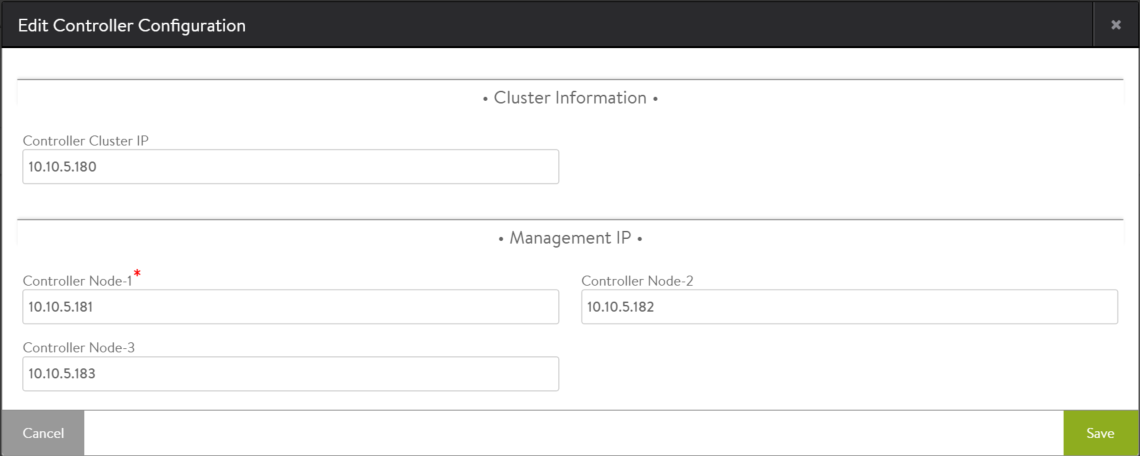 Edit Controller Configuration
×
• Cluster Information •
Controller Cluster IP
10.10.5.180
• Management IP •
Controller Node-1* Controller Node-2
10.10.5.181 10.10.5.182
Controller Node-3
10.10.5.183
Cancel Save